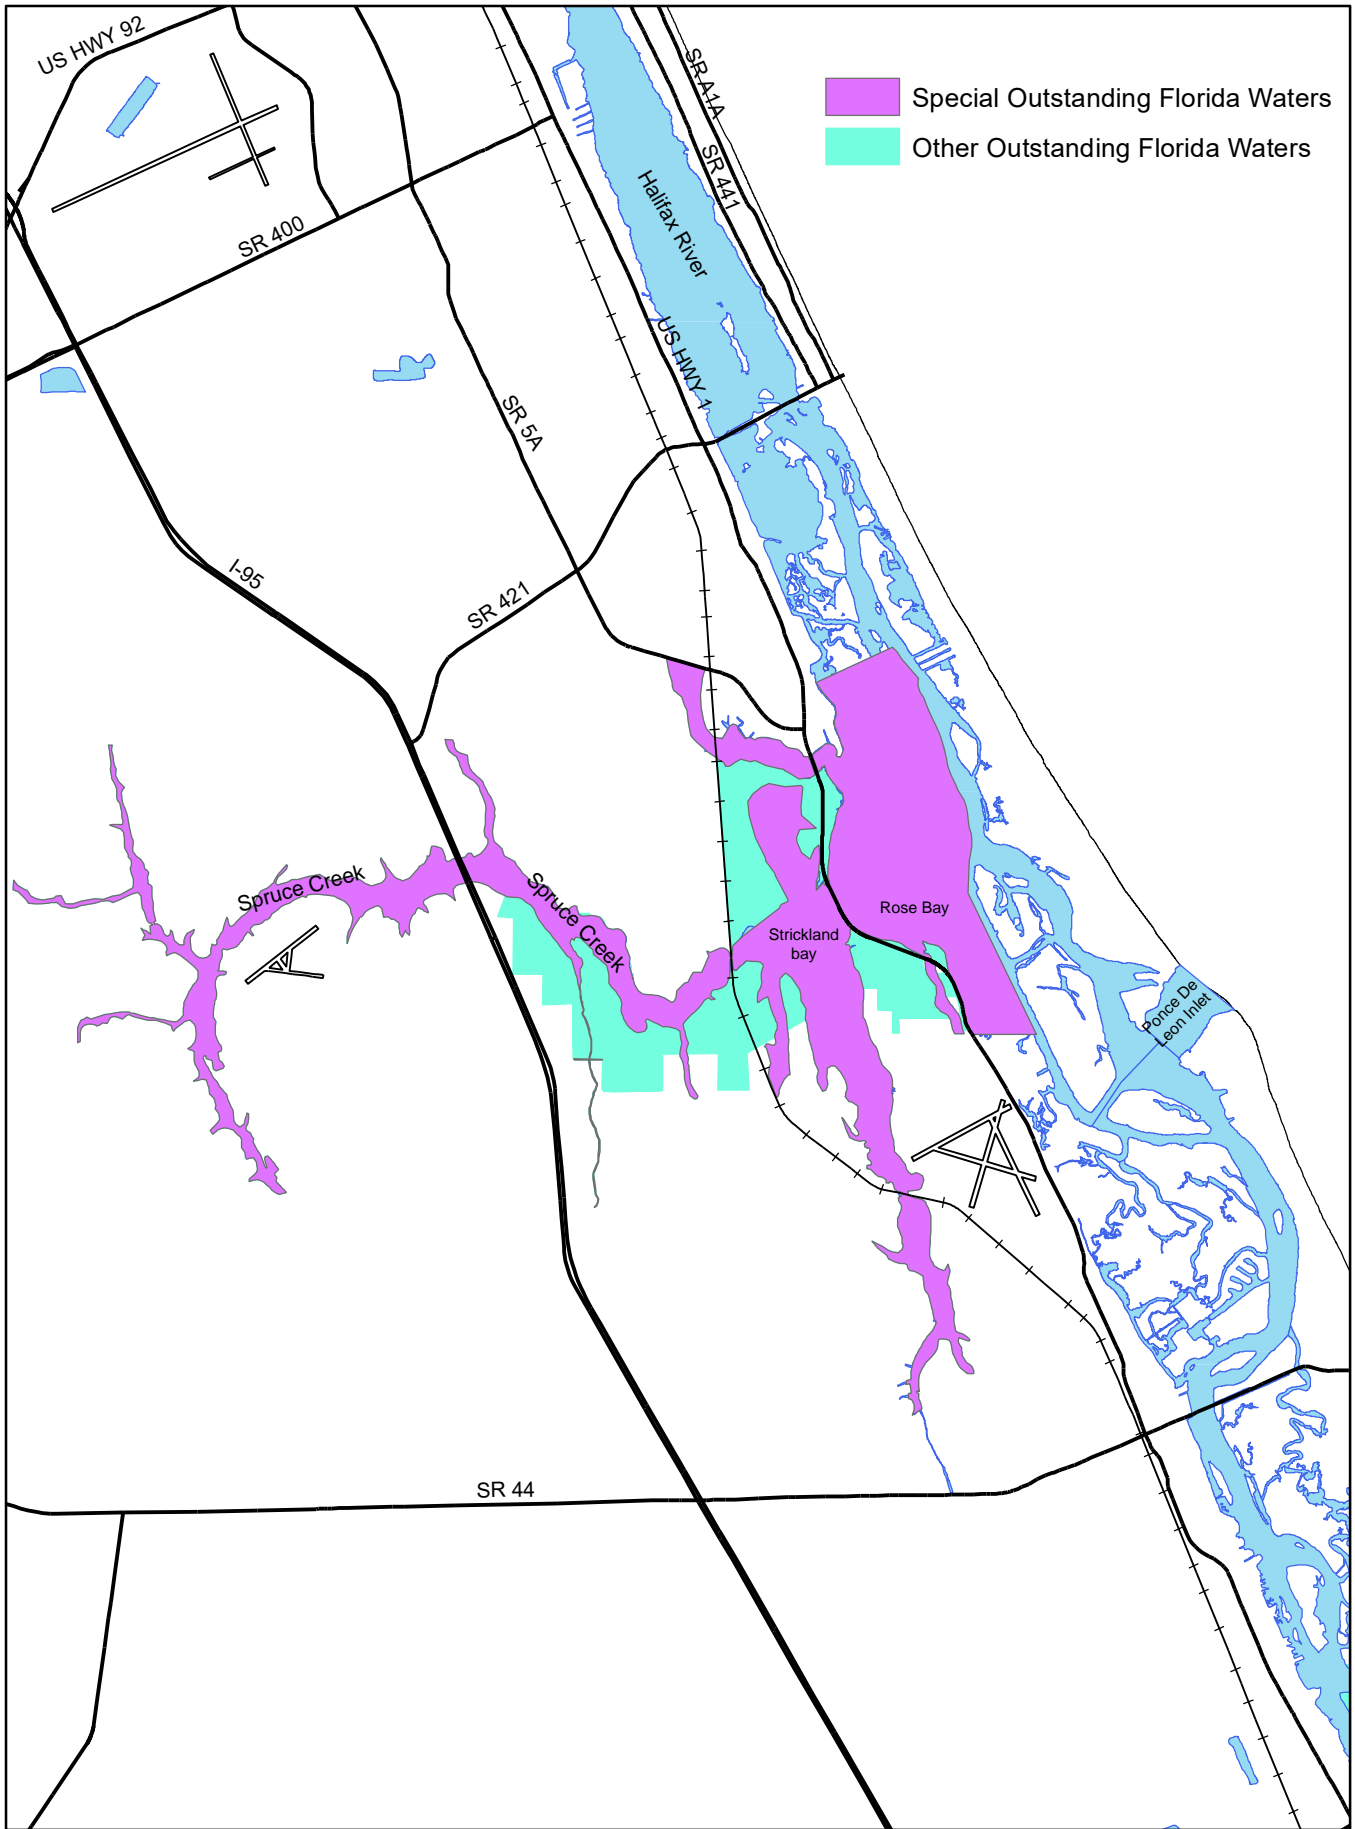 US HWY 92
SR A1A
Special Outstanding Florida Waters
Other Outstanding Florida Waters
SR 441
Halifax River
SR 400
US HWY 1
SR 5A
I-95
SR 421
Spruce Creek
Spruce Creek
Rose Bay
Strickland
bay
Ponce De
Leon Inlet
SR 44